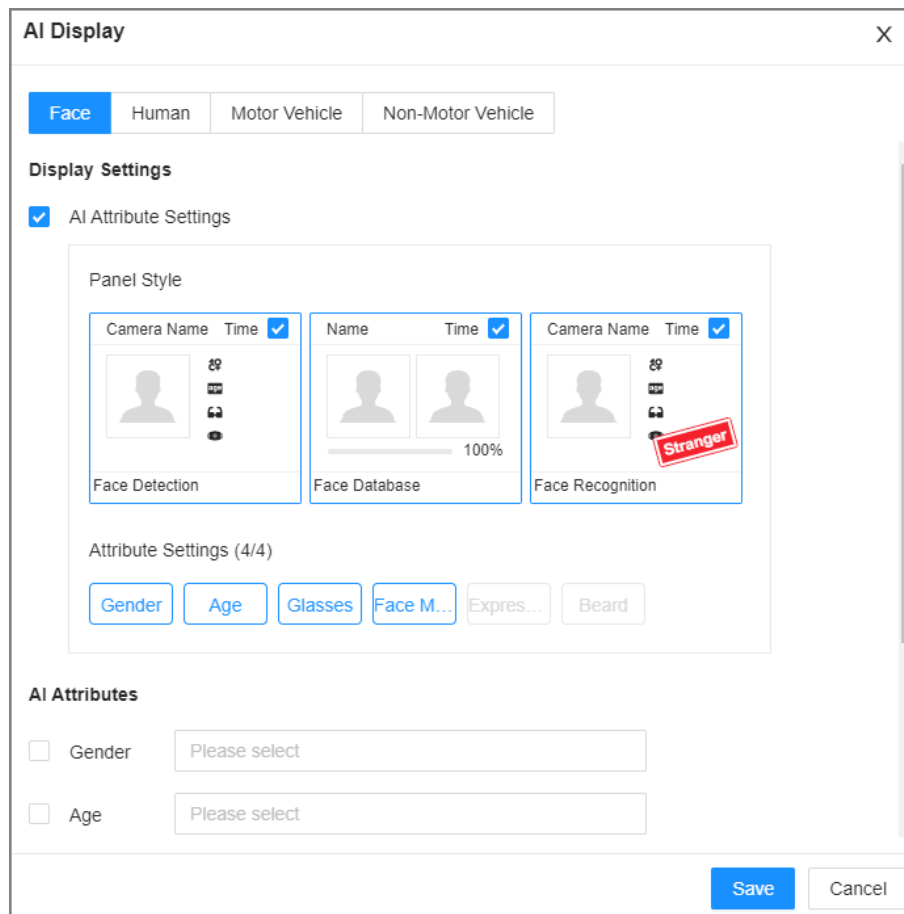 AI Display X
Face Human Motor Vehicle Non-Motor Vehicle
Display Settings
AI Attribute Settings
Panel Style
Camera Name Time Name Time Camera Name Time
age age
100% Stranger
Face Detection Face Database Face Recognition
Attribute Settings (4/4)
Gender Age Glasses Face M... Expres... Beard
AI Attributes
Gender Please select
Age Please select
Save Cancel